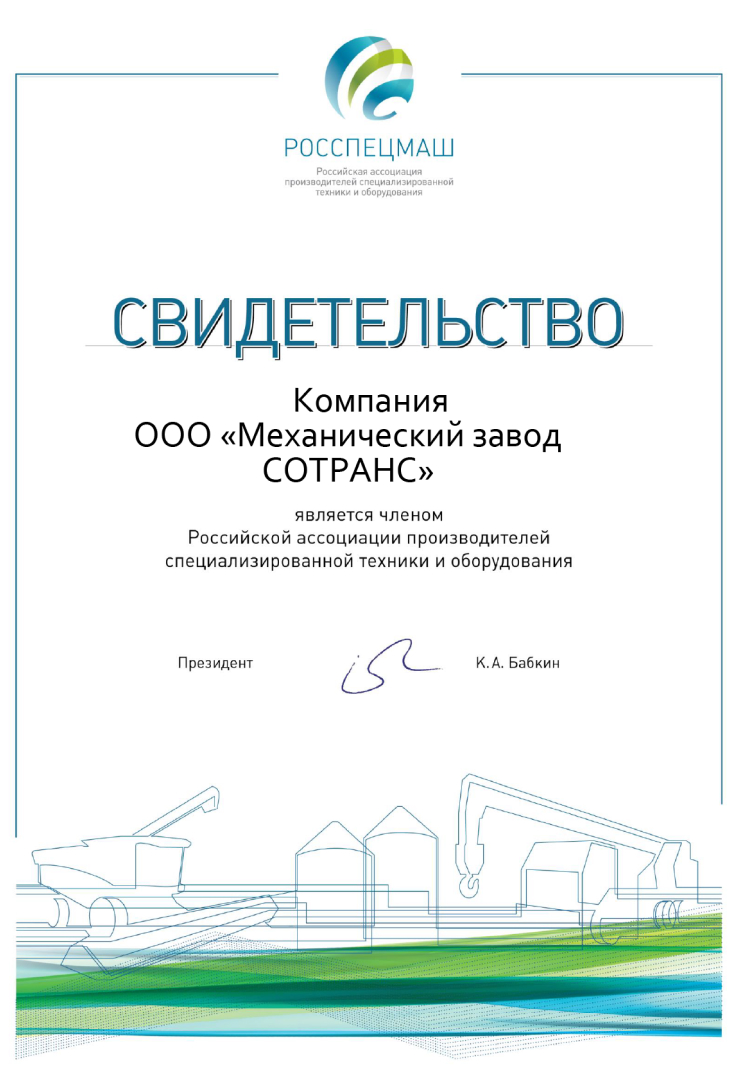 РОССПЕЦМАШ
Российская ассоциация
производителей специализированной
техники и оборудования
СВИДЕТЕЛЬСТВО
Компания
ООО «Механический завод
СОТРАНС»
является членом
Российской ассоциации производителей
специализированной техники и оборудования
Президент К.А. Бабкин